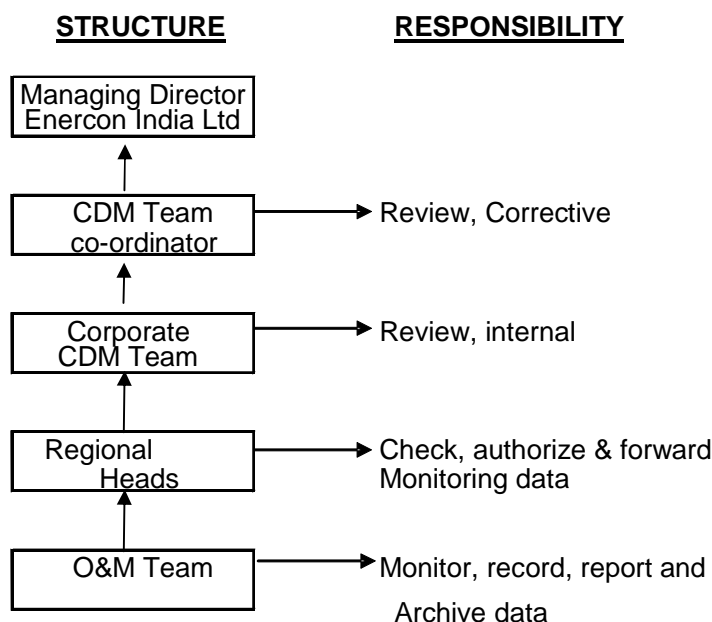 STRUCTURE RESPONSIBILITY
Managing Director
Enercon India Ltd
CDM Team
co-ordinator
Review, Corrective
Corporate
CDM Team
Review, internal
Regional
Heads
Check, authorize & forward
Monitoring data
O&M Team
Monitor, record, report and
Archive data